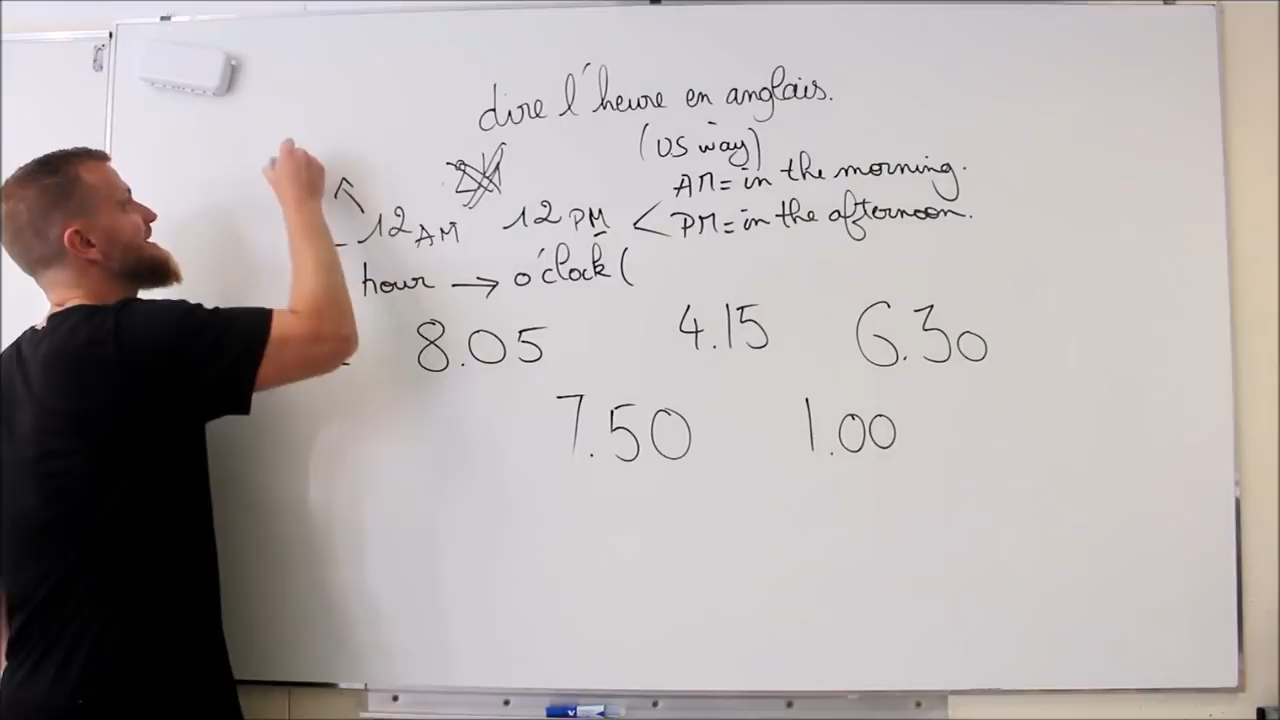 dire l'heure en anglais.
(US way)
AM = in the morning.
12 AM 12 PM < PM = in the afternoon.
hour → o'clock (
8.05 4.15 6.30
7.50 1.00